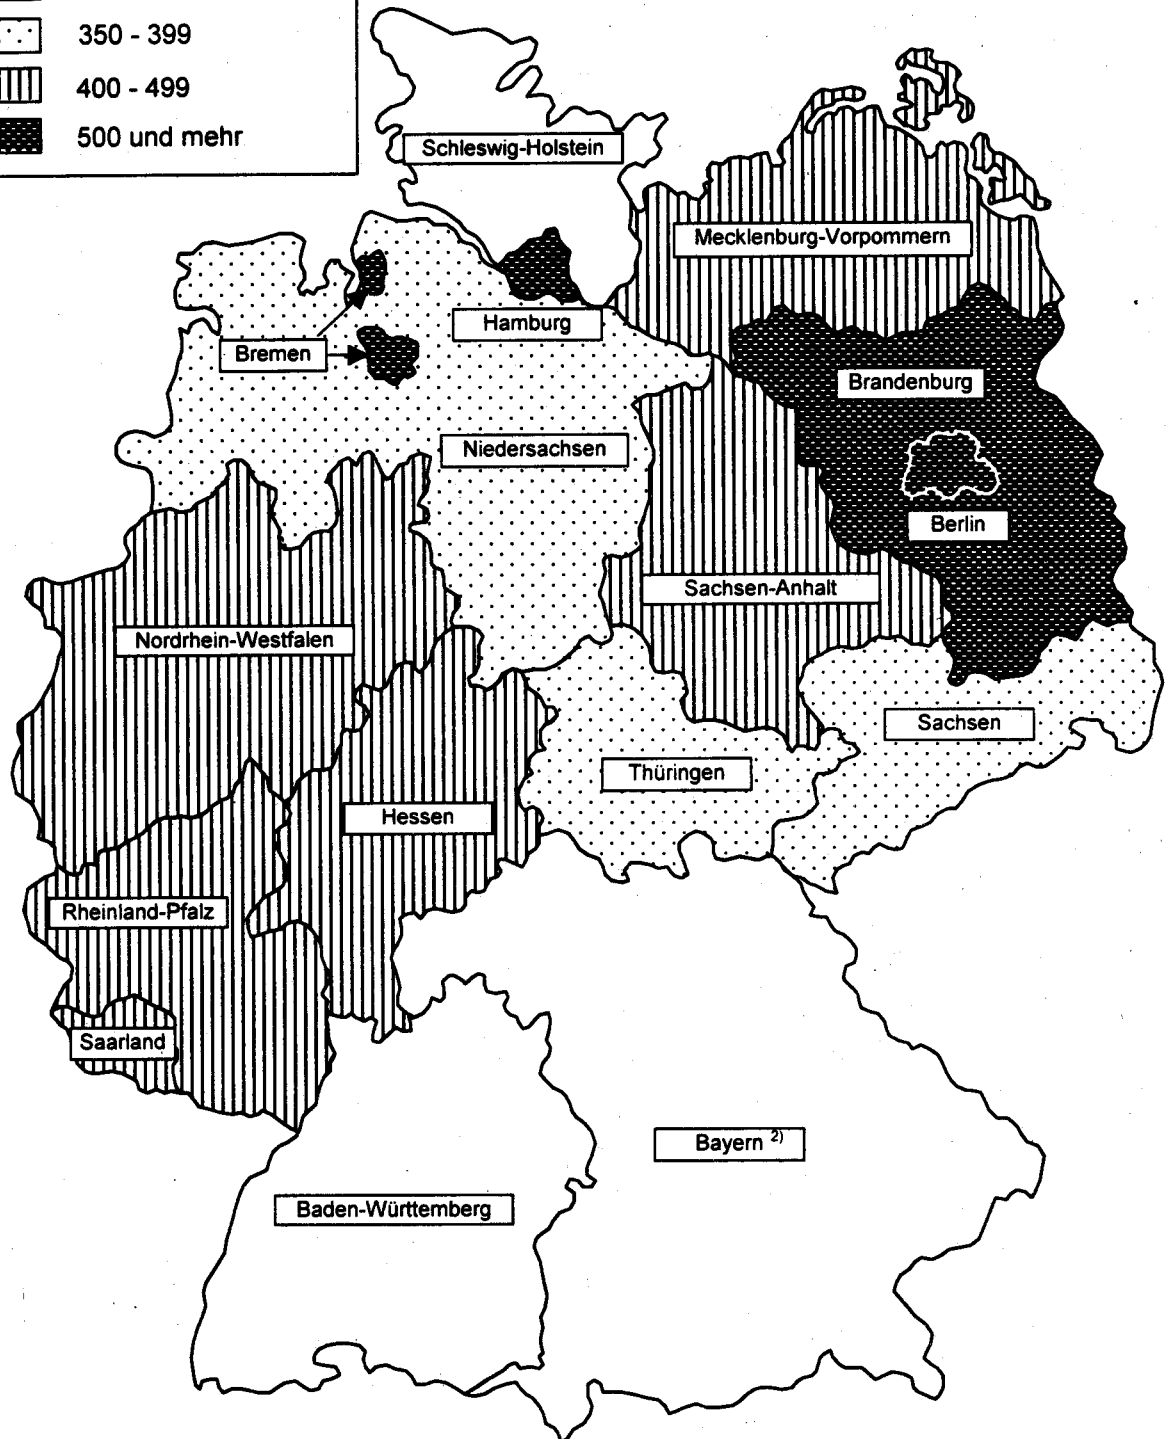 350 - 399
400 - 499
500 und mehr
Schleswig-Holstein
Mecklenburg-Vorpommern
Hamburg
Bremen
Brandenburg
Niedersachsen
Berlin
Sachsen-Anhalt
Nordrhein-Westfalen
Sachsen
Thüringen
Hessen
Rheinland-Pfalz
Saarland
Bayern 2)
Baden-Württemberg